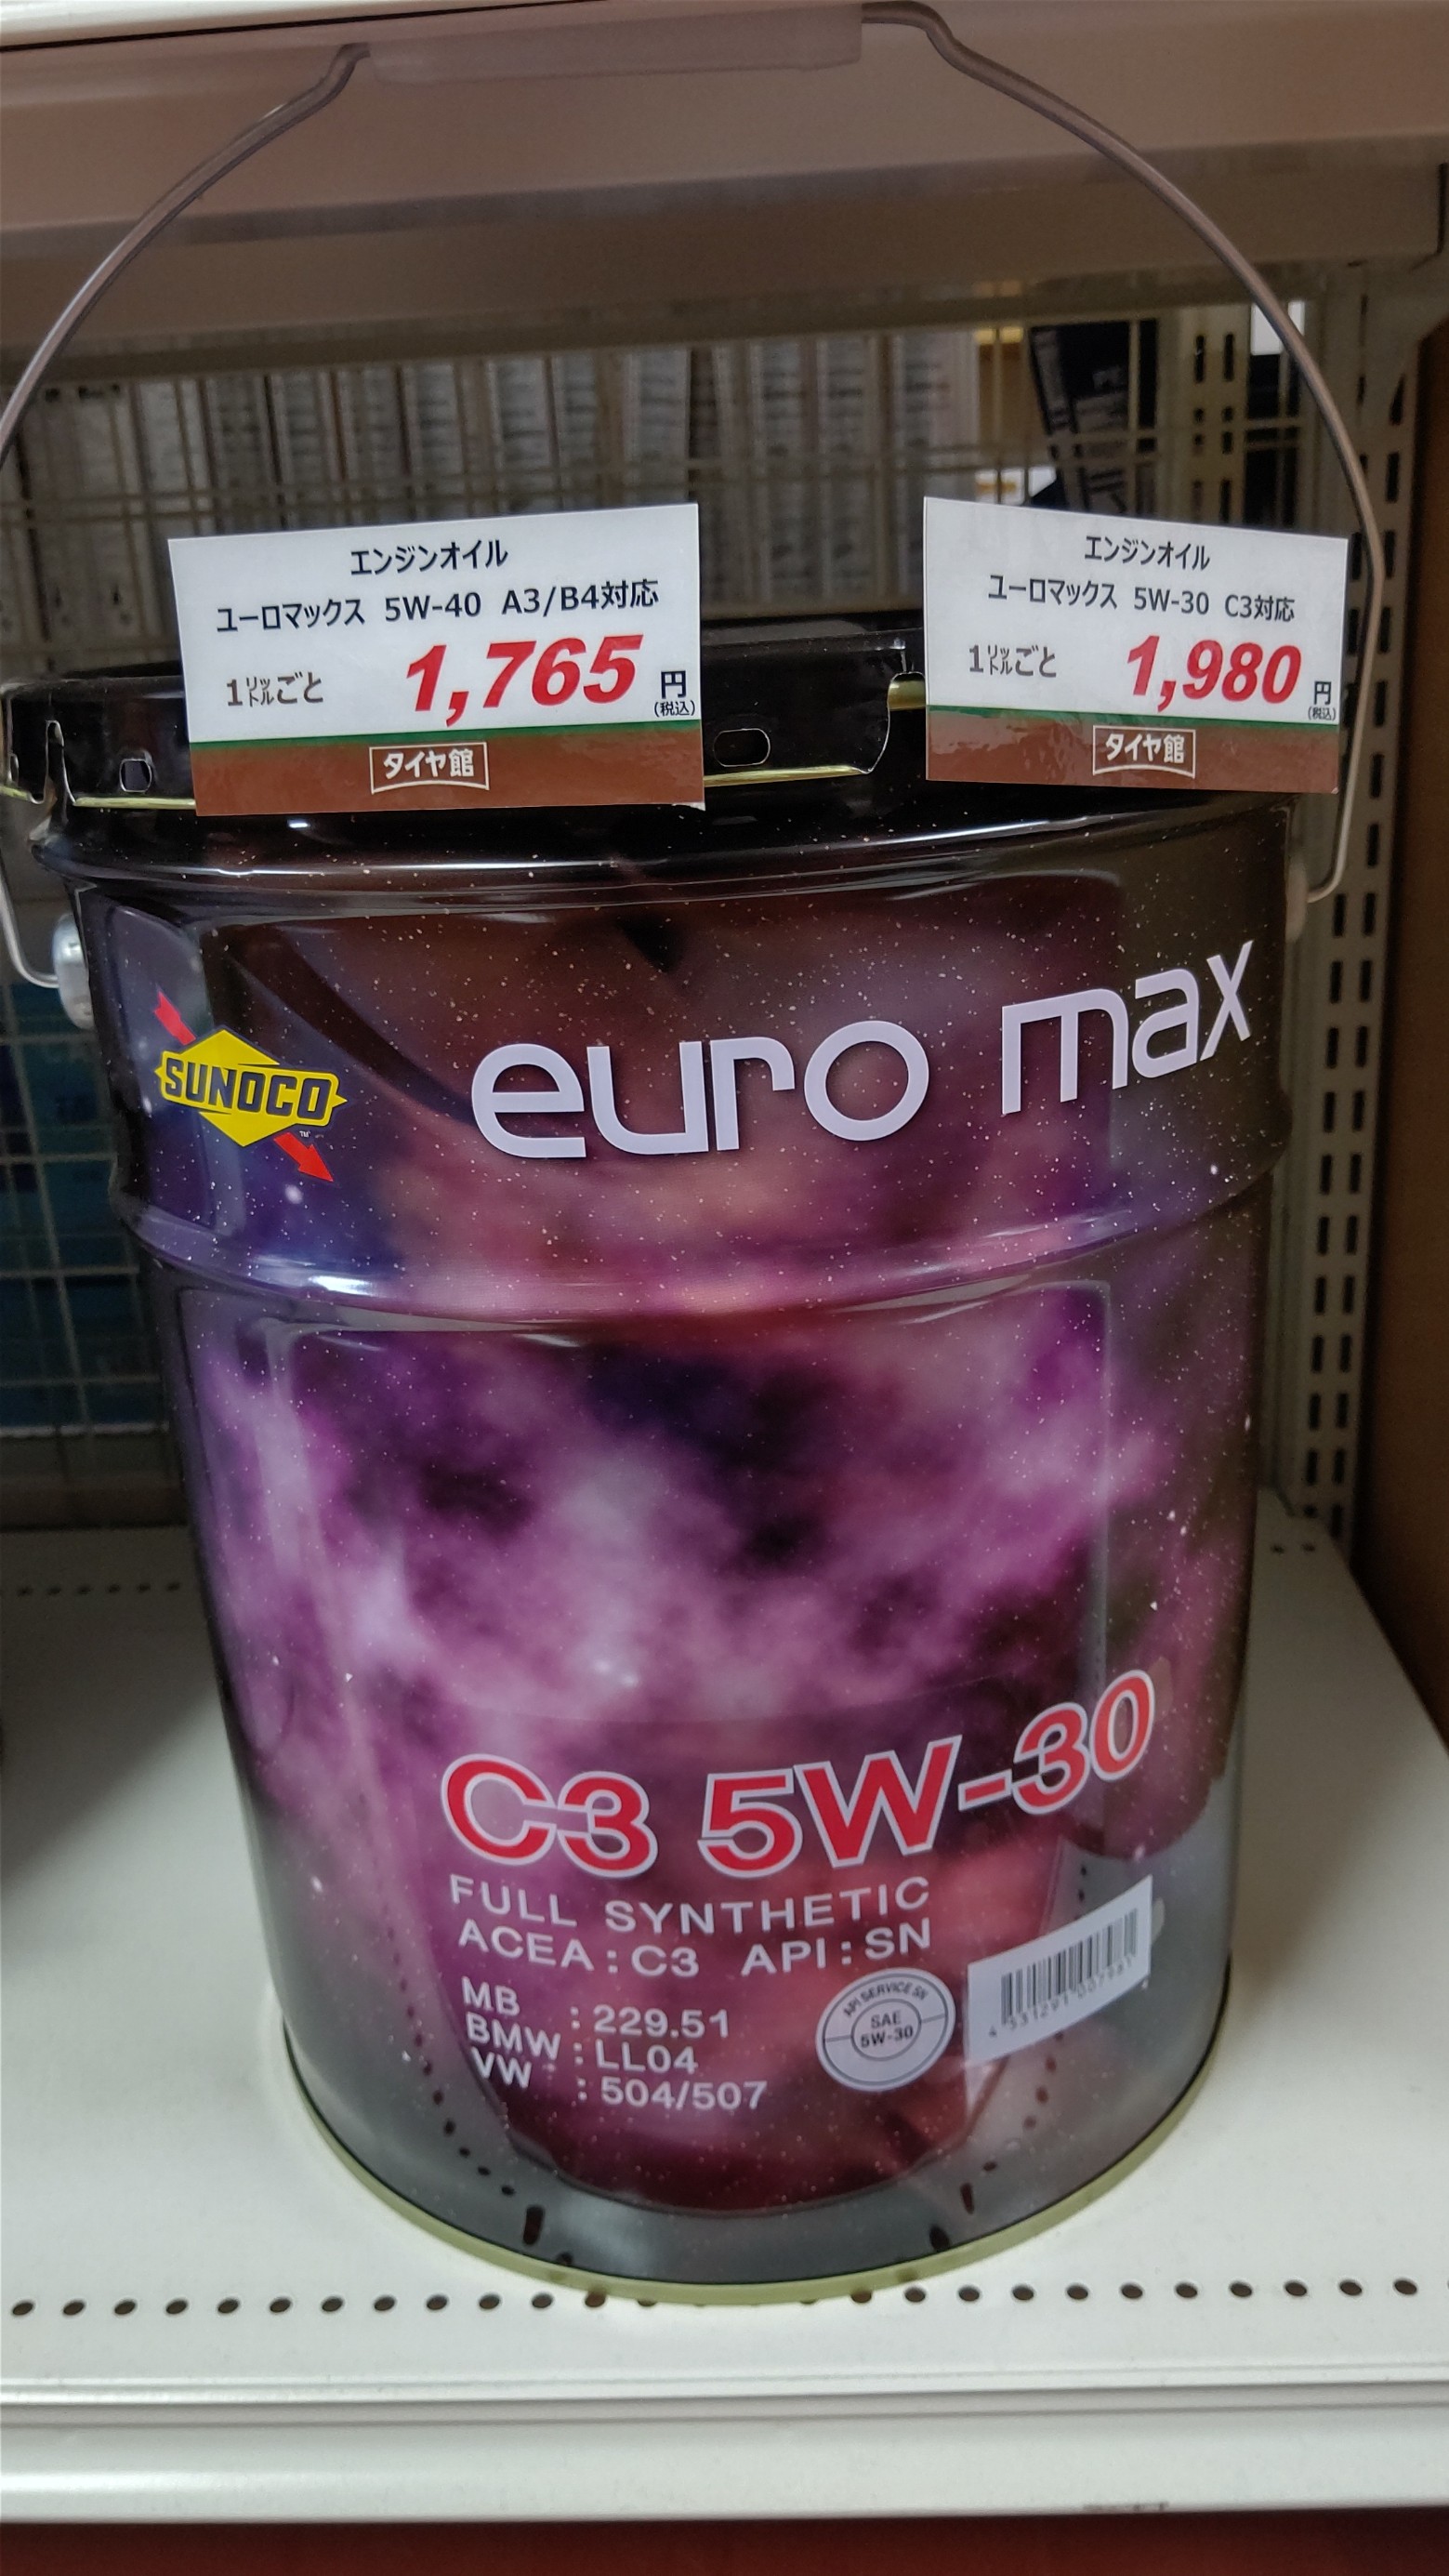 エンジンオイル
ユーロマックス 5W-40 A3/B4対応
1㍑ごと 1,765 円
(税込)
タイヤ館
エンジンオイル
ユーロマックス 5W-30 C3対応
1㍑ごと 1,980 円
(税込)
タイヤ館
SUNOCO
TM
euro max
C3 5W-30
FULL SYNTHETIC
ACEA : C3 API : SN
MB : 229.51
BMW : LL04
VW : 504/507
API SERVICE SN
SAE
5W-30